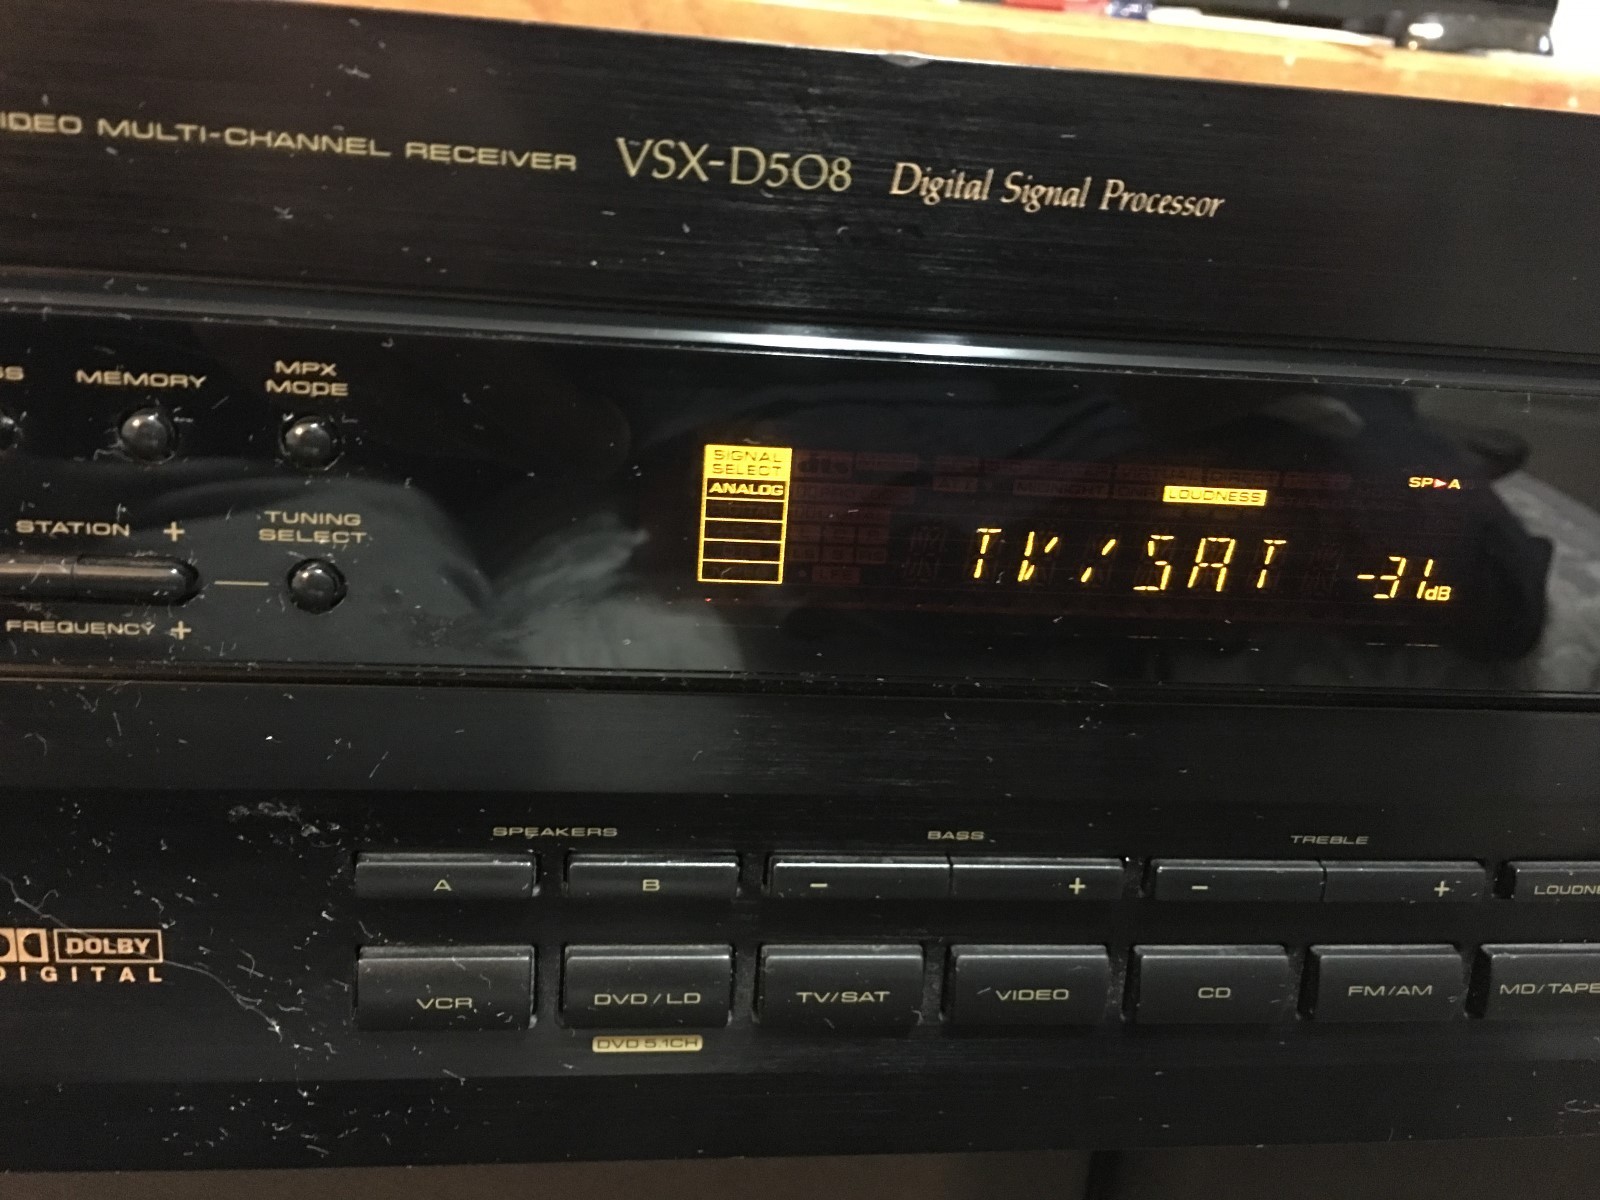 IDEO MULTI-CHANNEL RECEIVER VSX-D508 Digital Signal Processor
SS MEMORY MPX MODE
SIGNAL SELECT
ANALOG
LOUDNESS
SP▶A
STATION + TUNING SELECT
TV/SAT -31dB
FREQUENCY +
SPEAKERS BASS TREBLE
A B - + - + LOUDN
DOLBY
DIGITAL
VCR DVD/LD TV/SAT VIDEO CD FM/AM MD/TAPE
DVD 5.1CH